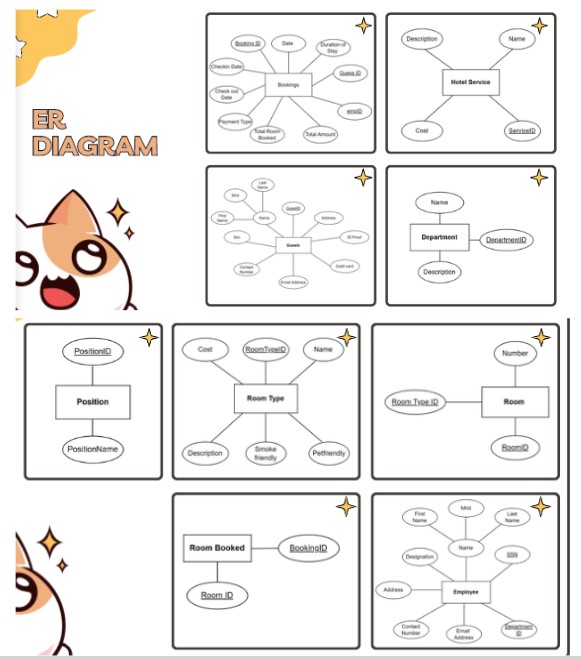 ER
DIAGRAM
Booking ID
Date
Duration of
Stay
Checkin Date
Guest ID
Bookings
Check out
Date
empID
Payment Type
Total Room
Booked
Total Amount
Description
Name
Hotel Service
Cost
ServiceID
Last
Name
Mint
First
Name
Name
GuestID
Address
Sex
ID Proof
Guests
Contact
Number
Credit card
Email Address
Name
Department
DepartmentID
Description
PositionID
Position
PositionName
Cost
RoomTypeID
Name
Room Type
Description
Smoke
friendly
Petfriendly
Number
Room Type ID
Room
RoomID
Room Booked
BookingID
Room ID
First
Name
Mint
Last
Name
Name
Designation
SSN
Address
Employee
Contact
Number
Email
Address
Department
ID